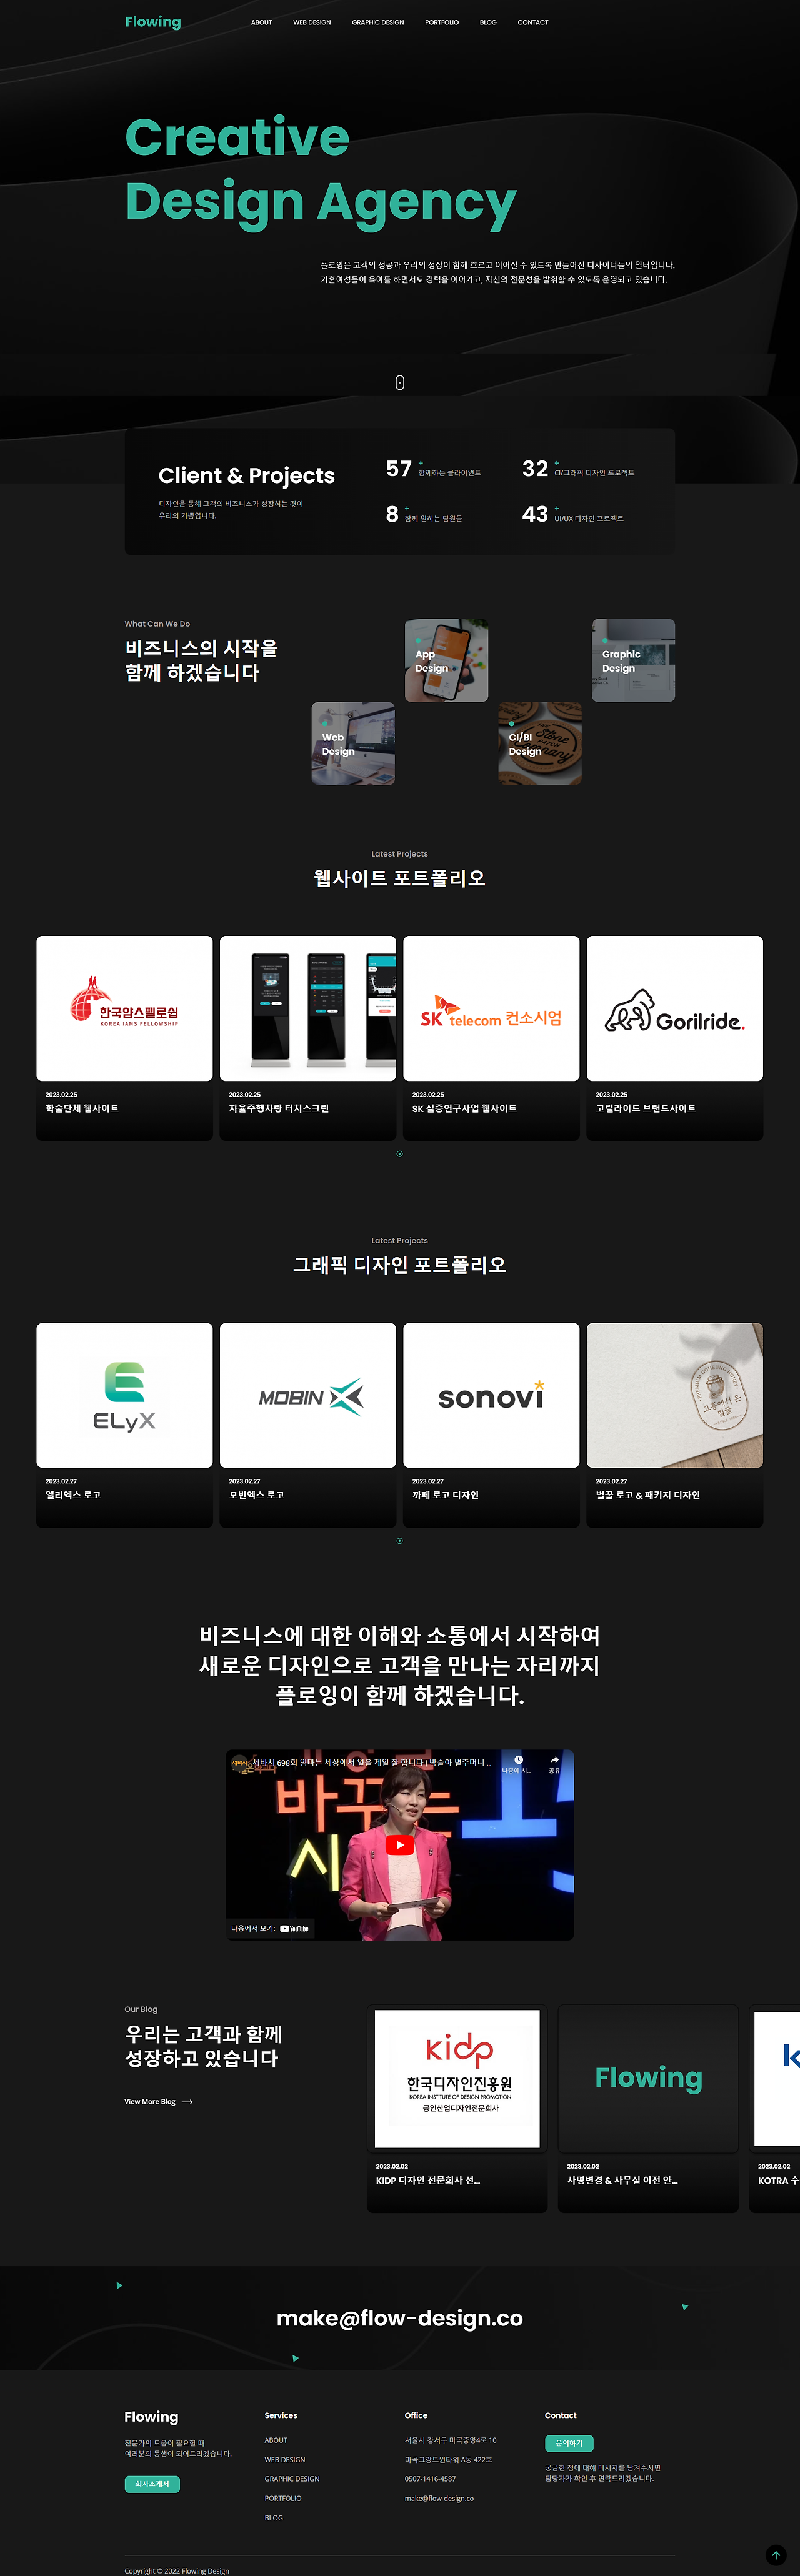 Flowing
ABOUT
WEB DESIGN
GRAPHIC DESIGN
PORTFOLIO
BLOG
CONTACT
Creative
Design Agency
플로잉은 고객의 성공과 우리의 성장이 함께 흐르고 이어질 수 있도록 만들어진 디자이너들의 일터입니다.
기혼여성들이 육아를 하면서도 경력을 이어가고, 자신의 전문성을 발휘할 수 있도록 운영되고 있습니다.
Client & Projects
디자인을 통해 고객의 비즈니스가 성장하는 것이
우리의 기쁨입니다.
57 + 함께하는 클라이언트
32 + CI/그래픽 디자인 프로젝트
8 + 함께 일하는 팀원들
43 + UI/UX 디자인 프로젝트
What Can We Do
비즈니스의 시작을
함께 하겠습니다
App
Design
Graphic
Design
Web
Design
CI/BI
Design
Latest Projects
웹사이트 포트폴리오
한국얌스펠로쉽
KOREA IAMS FELLOWSHIP
SK telecom 컨소시엄
Gorilride.
2023.02.25
학술단체 웹사이트
2023.02.25
자율주행차량 터치스크린
2023.02.25
SK 실증연구사업 웹사이트
2023.02.25
고릴라이드 브랜드사이트
Latest Projects
그래픽 디자인 포트폴리오
ELyX
MOBIN X
sonovi
고흥에서 온
벌꿀
2023.02.27
엘리엑스 로고
2023.02.27
모빈엑스 로고
2023.02.27
까페 로고 디자인
2023.02.27
벌꿀 로고 & 패키지 디자인
비즈니스에 대한 이해와 소통에서 시작하여
새로운 디자인으로 고객을 만나는 자리까지
플로잉이 함께 하겠습니다.
세바시 698회 엄마는 세상에서 일을 제일 잘 합니다 | 박슬아 별주머니 ...
나중에 시...
공유
바꾸는
시
다음에서 보기: YouTube
Our Blog
우리는 고객과 함께
성장하고 있습니다
View More Blog
kidp
한국디자인진흥원
KOREA INSTITUTE OF DESIGN PROMOTION
공인산업디자인전문회사
Flowing
k
2023.02.02
KIDP 디자인 전문회사 선...
2023.02.02
사명변경 & 사무실 이전 안...
2023.02.02
KOTRA 수
make@flow-design.co
Flowing
전문가의 도움이 필요할 때
여러분의 동행이 되어드리겠습니다.
회사소개서
Services
ABOUT
WEB DESIGN
GRAPHIC DESIGN
PORTFOLIO
BLOG
Office
서울시 강서구 마곡중앙4로 10
마곡그랑트윈타워 A동 422호
0507-1416-4587
make@flow-design.co
Contact
문의하기
궁금한 점에 대해 메시지를 남겨주시면
담당자가 확인 후 연락드리겠습니다.
Copyright © 2022 Flowing Design